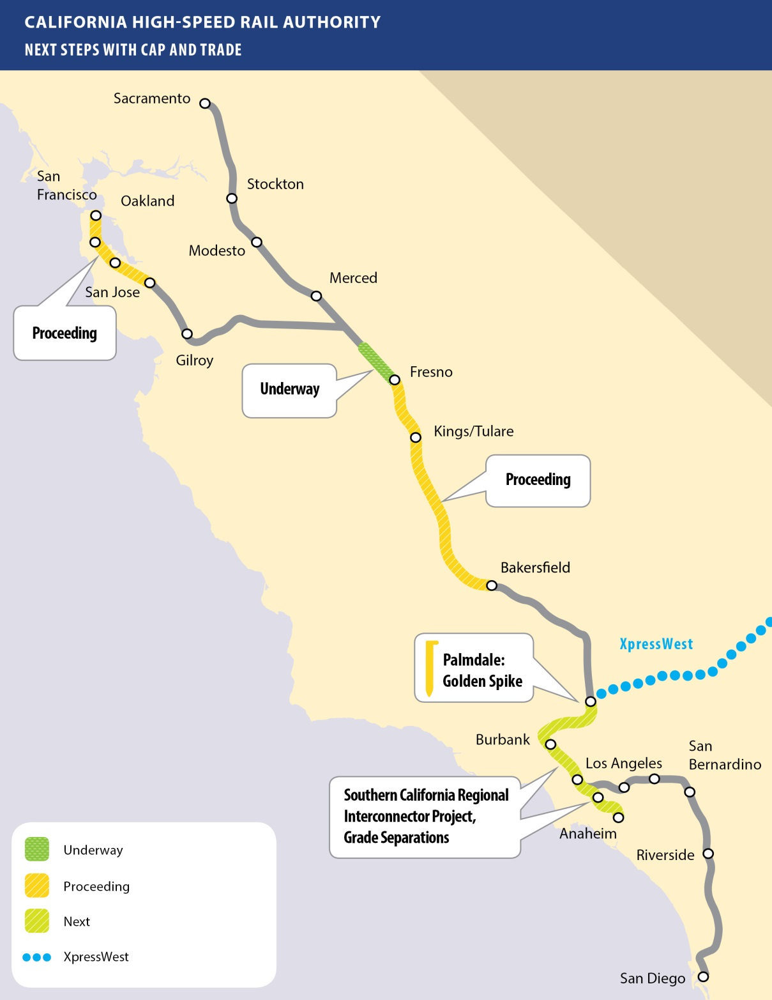 CALIFORNIA HIGH-SPEED RAIL AUTHORITY
NEXT STEPS WITH CAP AND TRADE
Sacramento
San
Francisco
Oakland
Stockton
Modesto
Merced
San Jose
Proceeding
Gilroy
Underway
Fresno
Kings/Tulare
Proceeding
Bakersfield
XpressWest
Palmdale:
Golden Spike
Burbank
Los Angeles
San
Bernardino
Southern California Regional
Interconnector Project,
Grade Separations
Anaheim
Riverside
San Diego
Underway
Proceeding
Next
XpressWest